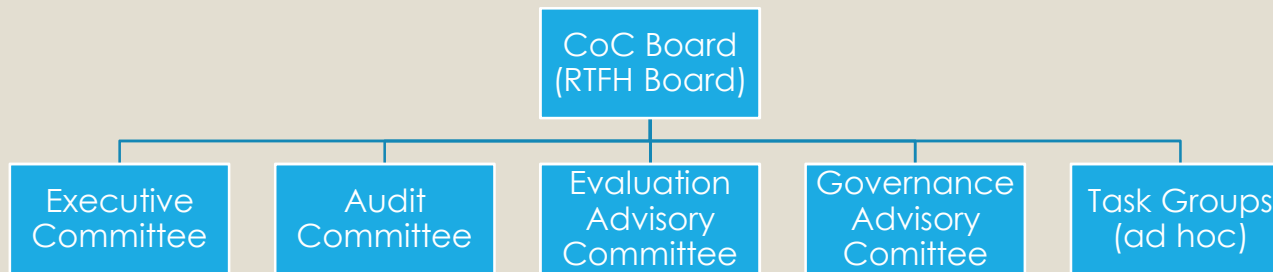 CoC Board
(RTFH Board)
Executive
Committee
Audit
Committee
Evaluation
Advisory
Committee
Governance
Advisory
Comittee
Task Groups
(ad hoc)